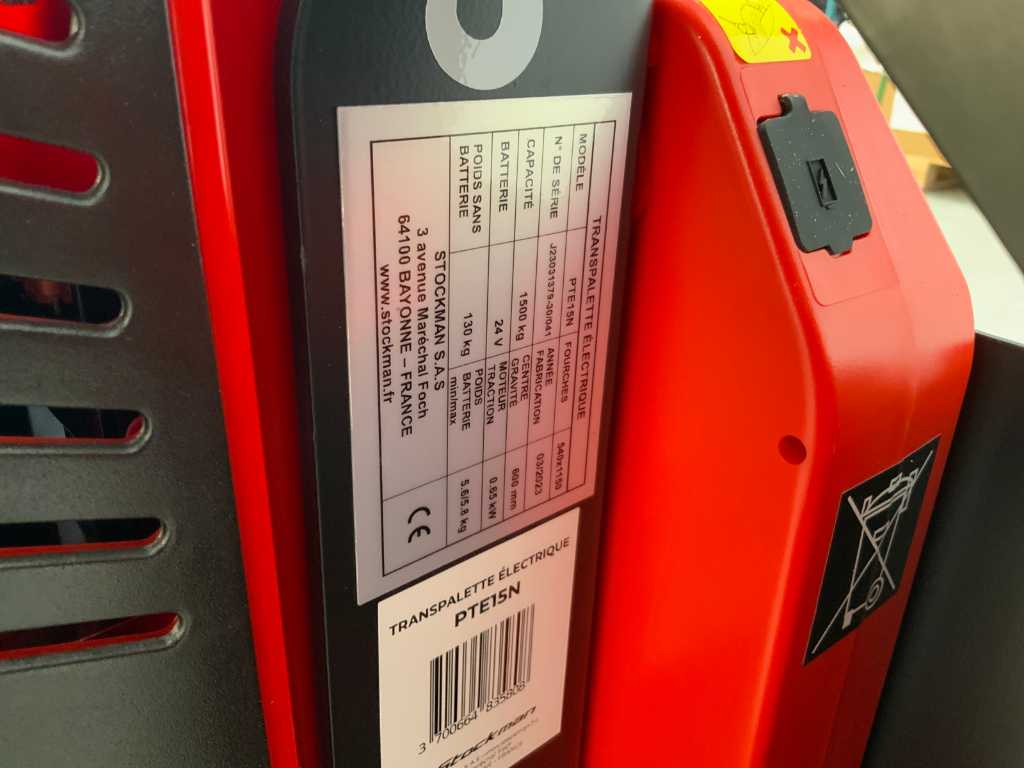 TRANSPALETTE ÉLECTRIQUE
MODÈLE PTE15N FOURCHES 540x1150
N° DE SÉRIE J23031379-30/041 ANNÉE FABRICATION 03/2023
CAPACITÉ 1500 kg CENTRE GRAVITÉ 600 mm
BATTERIE 24 V MOTEUR TRACTION 0.65 kW
POIDS SANS BATTERIE 130 kg POIDS BATTERIE min/max 5.6/5.8 kg
STOCKMAN S.A.S
3 avenue Maréchal Foch
64100 BAYONNE – FRANCE
www.stockman.fr
CE
TRANSPALETTE ÉLECTRIQUE
PTE15N
3 700664 835808
Stockman